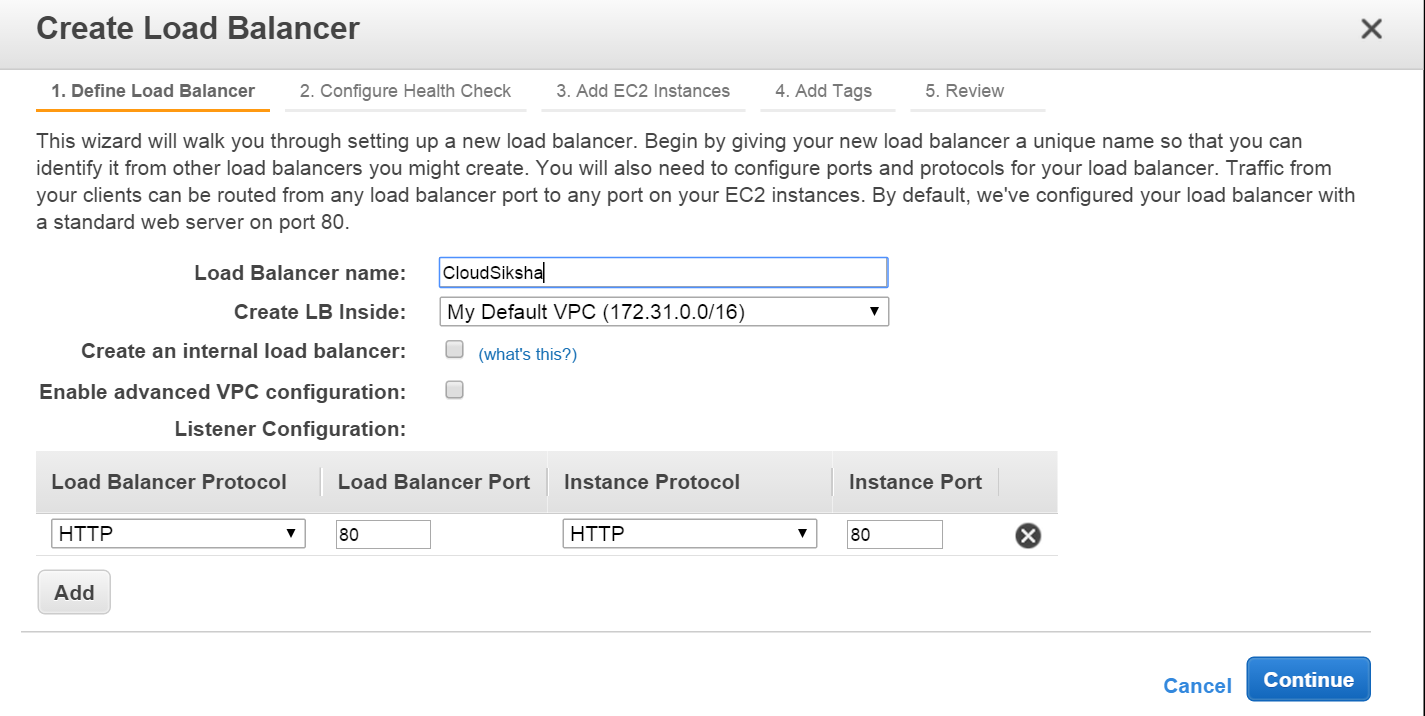 Create Load Balancer
1. Define Load Balancer 2. Configure Health Check 3. Add EC2 Instances 4. Add Tags 5. Review
This wizard will walk you through setting up a new load balancer. Begin by giving your new load balancer a unique name so that you can
identify it from other load balancers you might create. You will also need to configure ports and protocols for your load balancer. Traffic from
your clients can be routed from any load balancer port to any port on your EC2 instances. By default, we've configured your load balancer with
a standard web server on port 80.
Load Balancer name: CloudSiksha
Create LB Inside: My Default VPC (172.31.0.0/16)
Create an internal load balancer: (what's this?)
Enable advanced VPC configuration:
Listener Configuration:
Load Balancer Protocol Load Balancer Port Instance Protocol Instance Port
HTTP 80 HTTP 80
Add
Cancel Continue